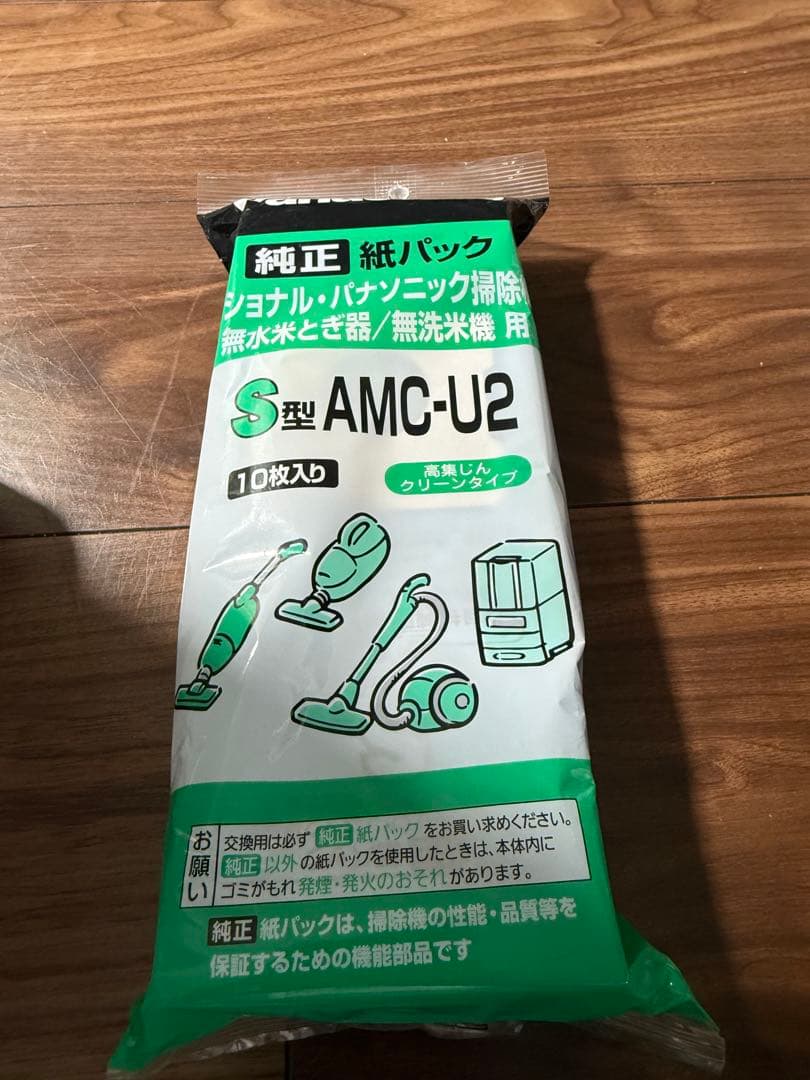 純正 紙パック
ショナル・パナソニック掃除機
無水米とぎ器/無洗米機 用
S型 AMC-U2
10枚入り
高集じん
クリーンタイプ
お願い
交換用は必ず 純正 紙パック をお買い求めください。
純正 以外 の紙パックを使用したときは、本体内に
ゴミがもれ 発煙・発火のおそれ があります。
純正 紙パックは、掃除機の性能・品質等を
保証するための機能部品です